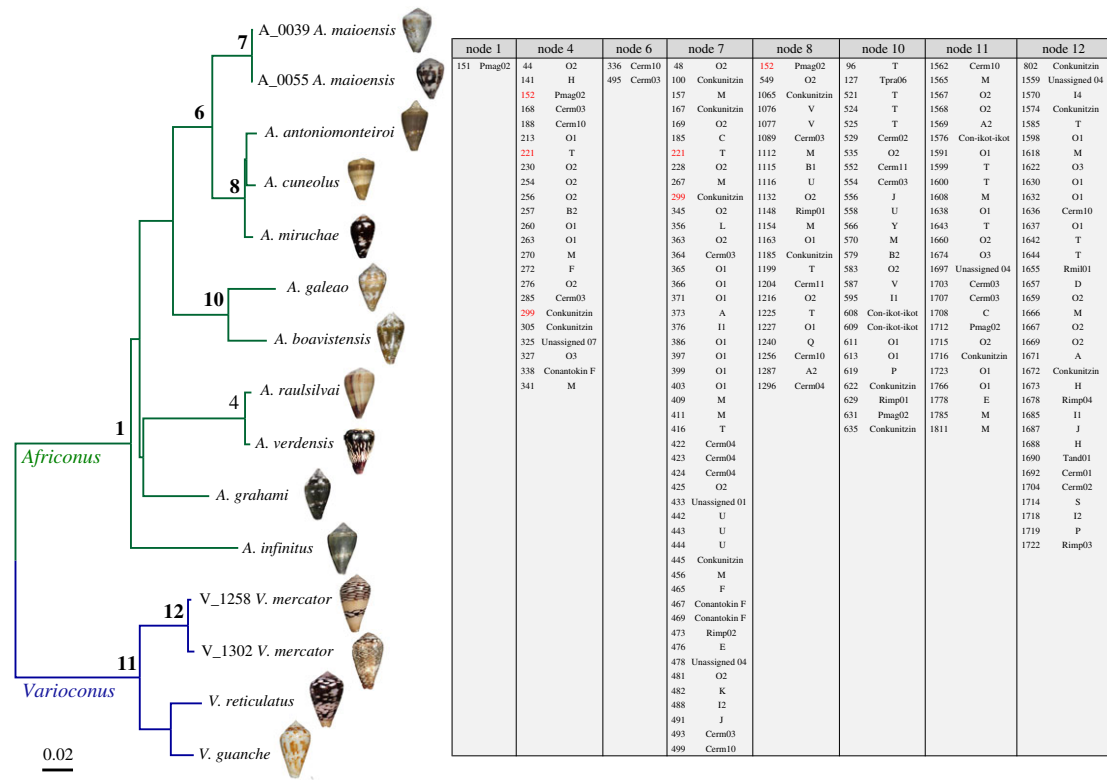 7
A_0039 A. maioensis
A_0055 A. maioensis
6
A. antoniomonteiroi
8
A. cuneolus
A. miruchae
A. galeao
10
A. boavistensis
A. raulsilvai
4
1
A. verdensis
Africonus
A. grahami
A. infinitus
V_1258 V. mercator
12
V_1302 V. mercator
11
Varioconus
V. reticulatus
V. guanche
0.02
node 1
151 Pmag02
node 4
44 O2
141 H
152 Pmag02
168 Cerm03
188 Cerm10
213 O1
221 T
230 O2
254 O2
256 O2
257 B2
260 O1
263 O1
270 M
272 F
276 O2
285 Cerm03
299 Conkunitzin
305 Conkunitzin
325 Unassigned 07
327 O3
338 Conantokin F
341 M
node 6
336 Cerm10
495 Cerm03
node 7
48 O2
100 Conkunitzin
157 M
167 Conkunitzin
169 O2
185 C
221 T
228 O2
267 M
299 Conkunitzin
345 O2
356 L
363 O2
364 Cerm03
365 O1
366 O1
371 O1
373 A
376 I1
386 O1
397 O1
399 O1
403 O1
409 M
411 M
416 T
422 Cerm04
423 Cerm04
424 Cerm04
425 O2
433 Unassigned 01
442 U
443 U
444 U
445 Conkunitzin
456 M
465 F
467 Conantokin F
469 Conantokin F
473 Rimp02
476 E
478 Unassigned 04
481 O2
482 K
488 I2
491 J
493 Cerm03
499 Cerm10
node 8
152 Pmag02
549 O2
1065 Conkunitzin
1076 V
1077 V
1089 Cerm03
1112 M
1115 B1
1116 U
1132 O2
1148 Rimp01
1154 M
1163 O1
1185 Conkunitzin
1199 T
1204 Cerm11
1216 O2
1225 T
1227 O1
1240 Q
1256 Cerm10
1287 A2
1296 Cerm04
node 10
96 T
127 Tpra06
521 T
524 T
525 T
529 Cerm02
535 O2
552 Cerm11
554 Cerm03
556 J
558 U
566 Y
570 M
579 B2
583 O2
587 V
595 I1
608 Con-ikot-ikot
609 Con-ikot-ikot
611 O1
613 O1
619 P
622 Conkunitzin
629 Rimp01
631 Pmag02
635 Conkunitzin
node 11
1562 Cerm10
1565 M
1567 O2
1568 O2
1569 A2
1576 Con-ikot-ikot
1591 O1
1599 T
1600 T
1608 M
1638 O1
1643 T
1660 O2
1674 O3
1697 Unassigned 04
1703 Cerm03
1707 Cerm03
1708 C
1712 Pmag02
1715 O2
1716 Conkunitzin
1723 O1
1766 O1
1778 E
1785 M
1811 M
node 12
802 Conkunitzin
1559 Unassigned 04
1570 I4
1574 Conkunitzin
1585 T
1598 O1
1618 M
1622 O3
1630 O1
1632 O1
1636 Cerm10
1637 O1
1642 T
1644 T
1655 Rmil01
1657 D
1659 O2
1666 M
1667 O2
1669 O2
1671 A
1672 Conkunitzin
1673 H
1678 Rimp04
1685 I1
1687 J
1688 H
1690 Tand01
1692 Cerm01
1704 Cerm02
1714 S
1718 I2
1719 P
1722 Rimp03